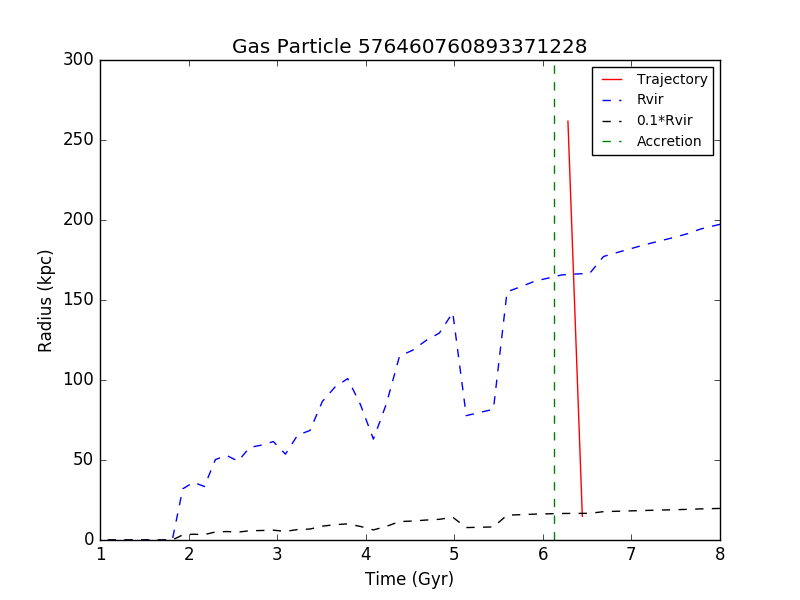 Gas Particle 576460760893371228
Trajectory
Rvir
0.1*Rvir
Accretion
300
250
200
150
100
50
0
Radius (kpc)
1 2 3 4 5 6 7 8
Time (Gyr)